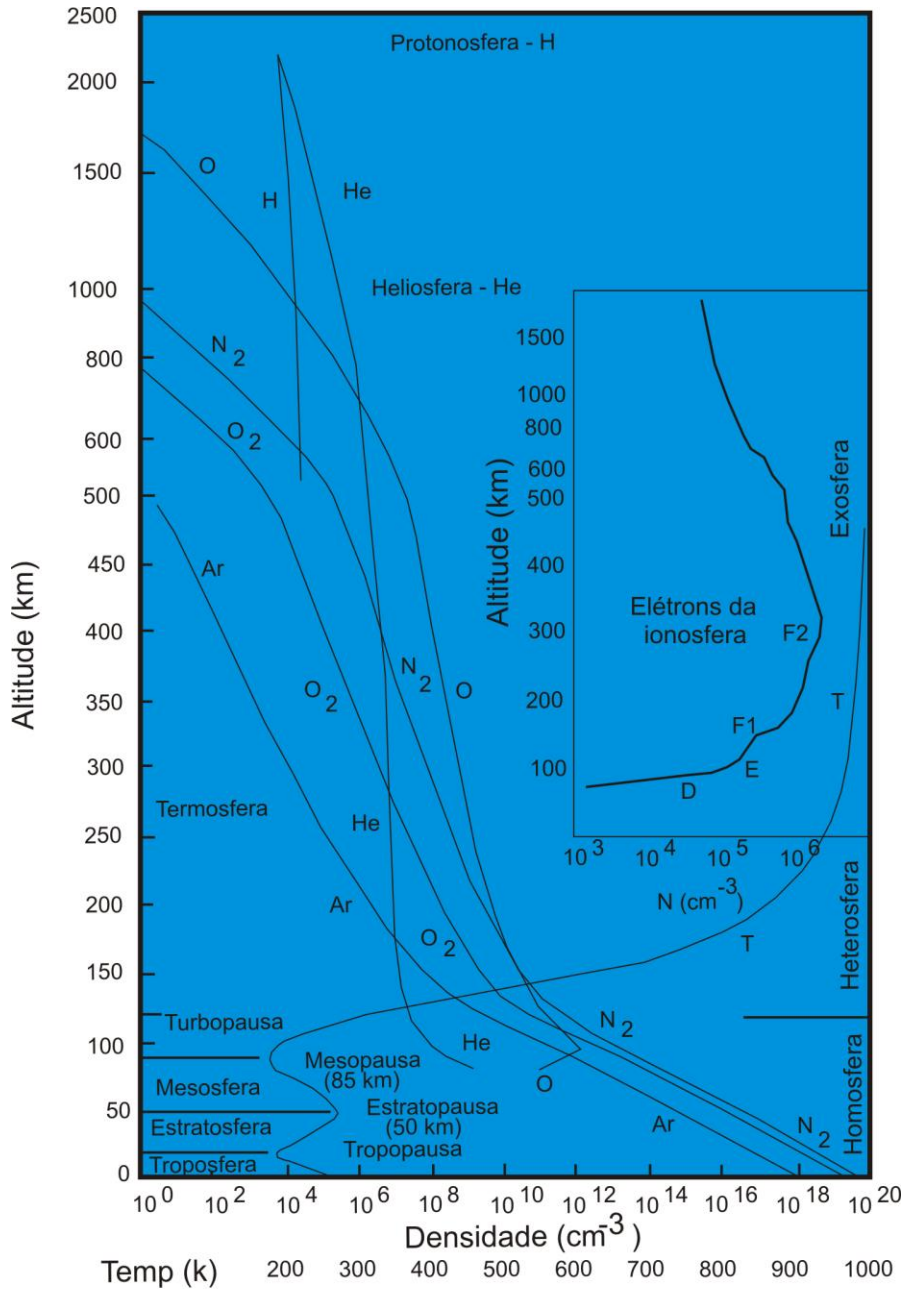 2500
2000
1500
1000
800
600
500
450
400
350
300
250
200
150
100
50
0
Altitude (km)
Protonosfera - H
O
H
He
Heliosfera - He
N 2
O 2
Ar
O 2
N 2
O
Termosfera
He
Ar
O 2
T
Turbopausa
Mesopausa
(85 km)
Mesosfera
Estratopausa
(50 km)
Estratosfera
Tropopausa
Troposfera
He
N 2
O
Ar
N 2
Exosfera
T
Heterosfera
Homosfera
1500
1000
800
600
500
400
300
200
100
Altitude (km)
Elétrons da
ionosfera
F2
F1
E
D
10 3 10 4 10 5 10 6
N (cm-3)
10 0 10 2 10 4 10 6 10 8 10 10 10 12 10 14 10 16 10 18 10 20
Densidade (cm-3)
Temp (k) 200 300 400 500 600 700 800 900 1000